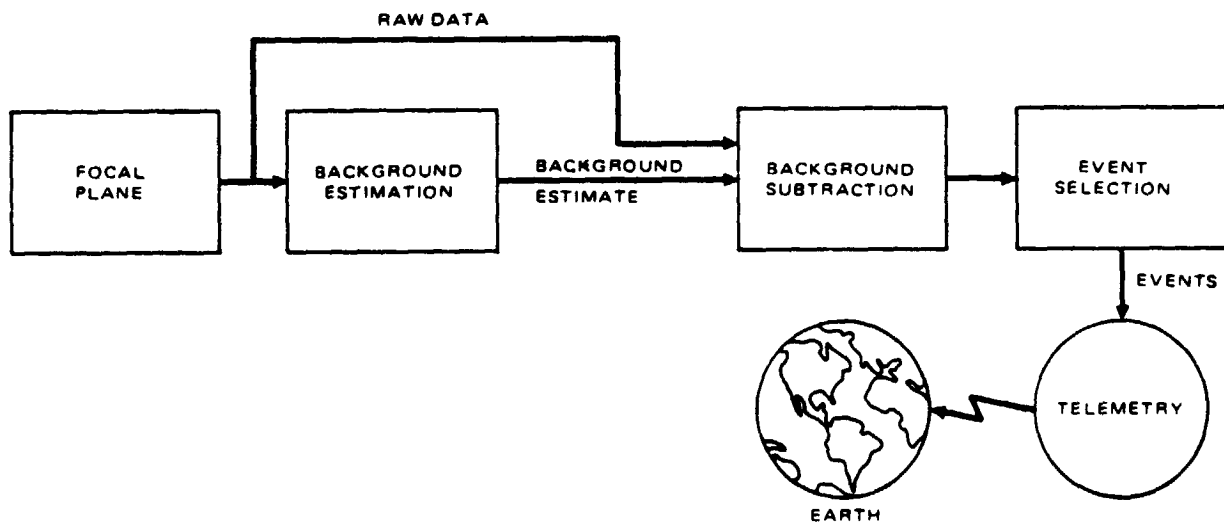 RAW DATA
FOCAL
PLANE
BACKGROUND
ESTIMATION
BACKGROUND
ESTIMATE
BACKGROUND
SUBTRACTION
EVENT
SELECTION
EVENTS
TELEMETRY
EARTH